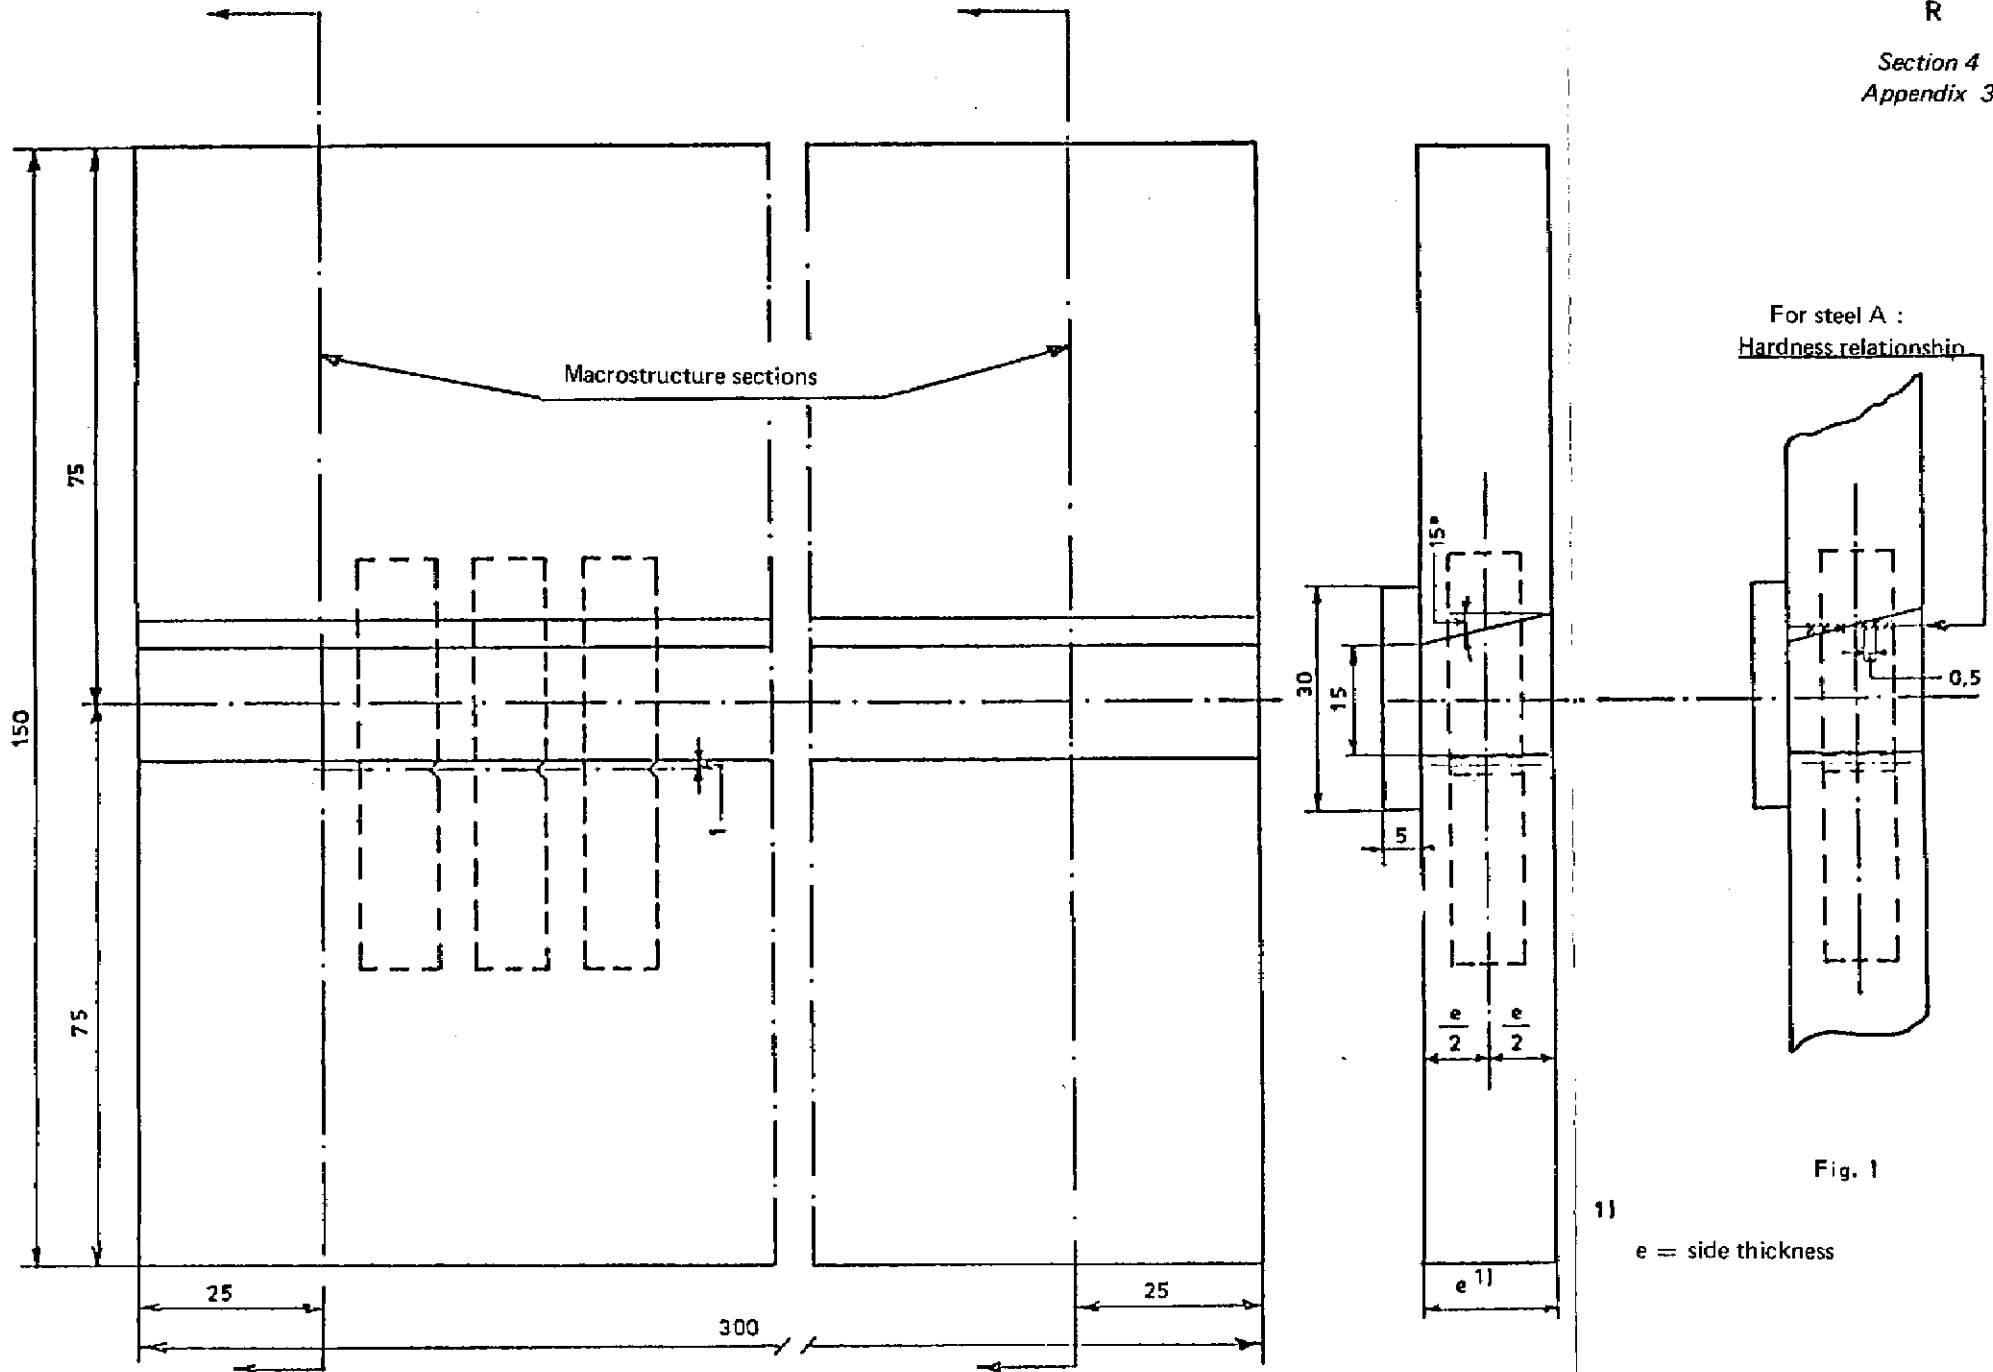 R
Section 4
Appendix 3
For steel A :
Hardness relationship
Macrostructure sections
75
150
75
15°
30
15
0,5
1
5
e
2
e
2
Fig. 1
1)
e = side thickness
25
25
e 1)
300